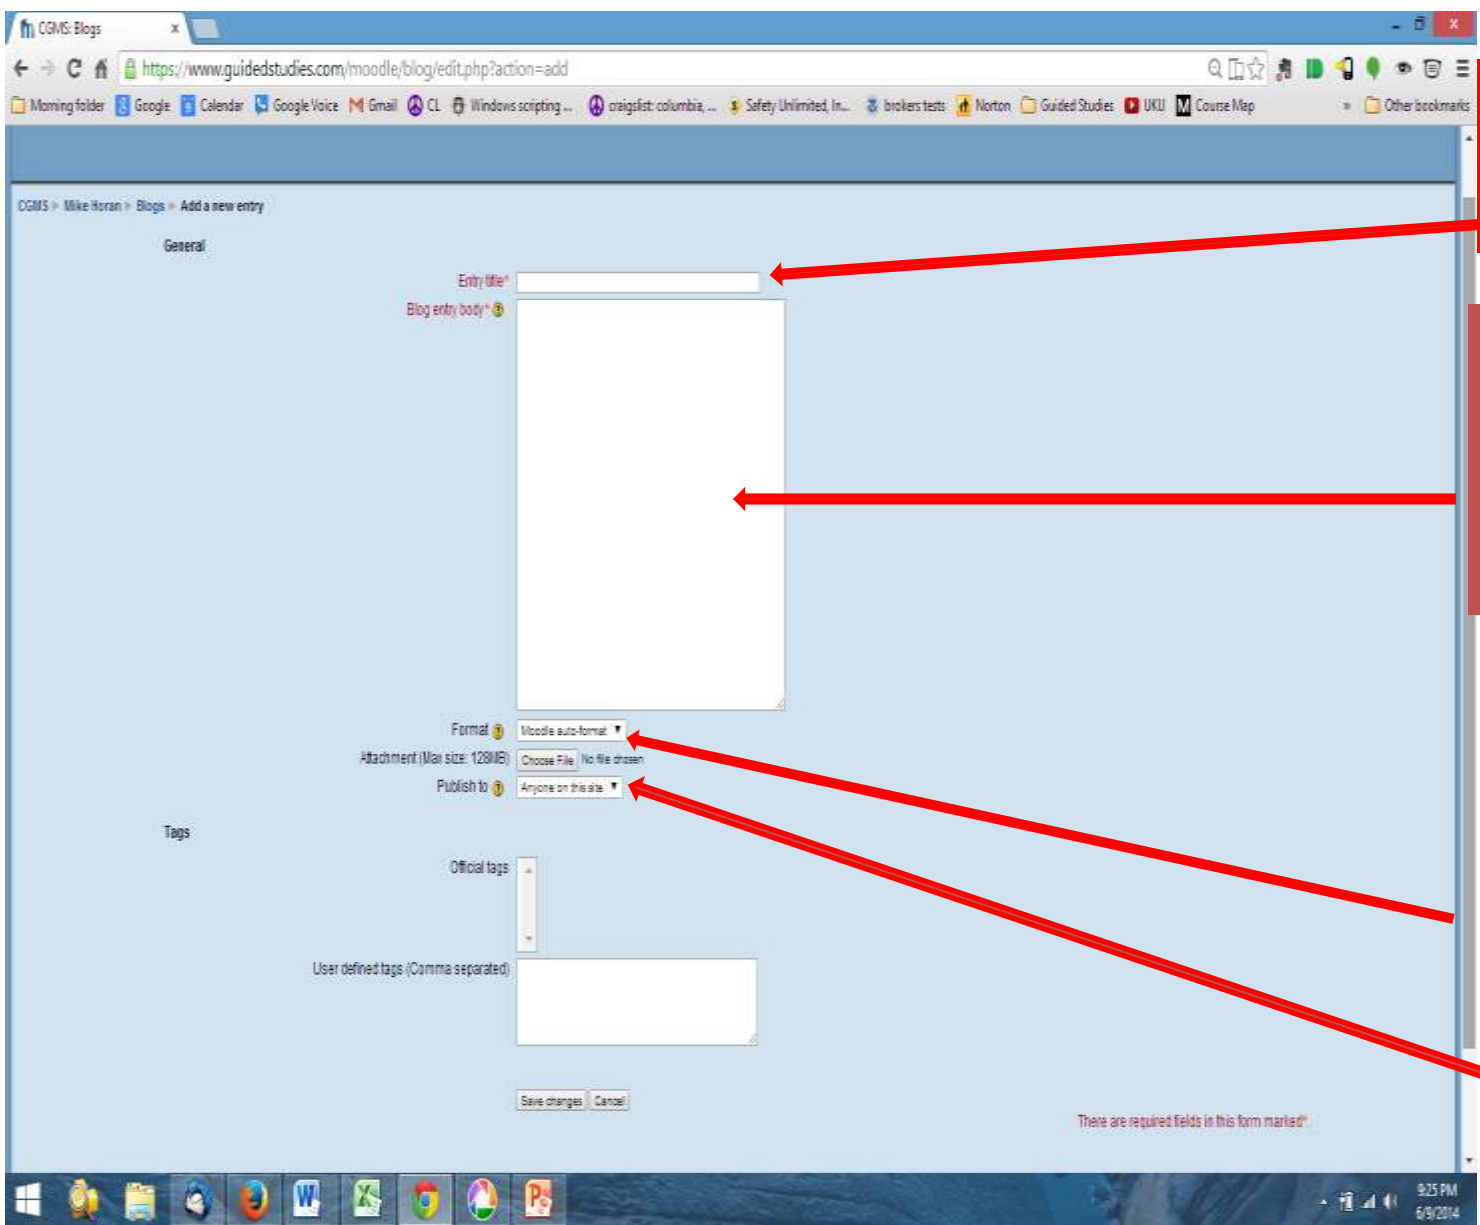 CGMS: Blogs
https://www.guidedstudies.com/moodle/blog/edit.php?action=add
Morning folder Google Calendar Google Voice Gmail CL Windows scripting ... craigslist: columbia, ... Safety Unlimited, In... brokers tests Norton Guided Studies UKU Course Map » Other bookmarks
CGMS ► Mike Horan ► Blogs ► Add a new entry
General
Entry title*
Blog entry body*
Format Moodle auto-format
Attachment (Max size: 128MB) Choose File No file chosen
Publish to Anyone on this site
Tags
Official tags
User defined tags (Comma separated)
Save changes Cancel
There are required fields in this form marked*.
9:25 PM
6/9/2014